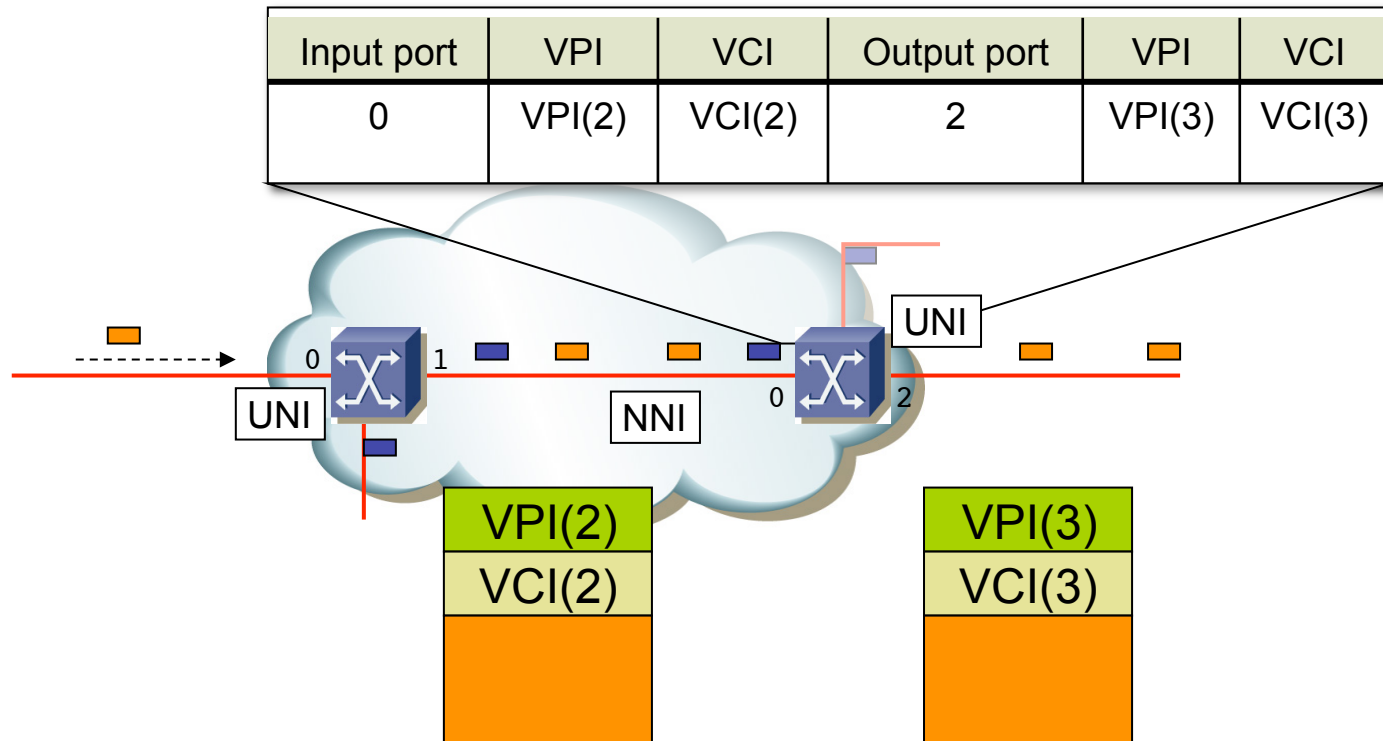 Input port VPI VCI Output port VPI VCI
0 VPI(2) VCI(2) 2 VPI(3) VCI(3)
UNI
0 1
0 2
UNI NNI
VPI(2) VPI(3)
VCI(2) VCI(3)